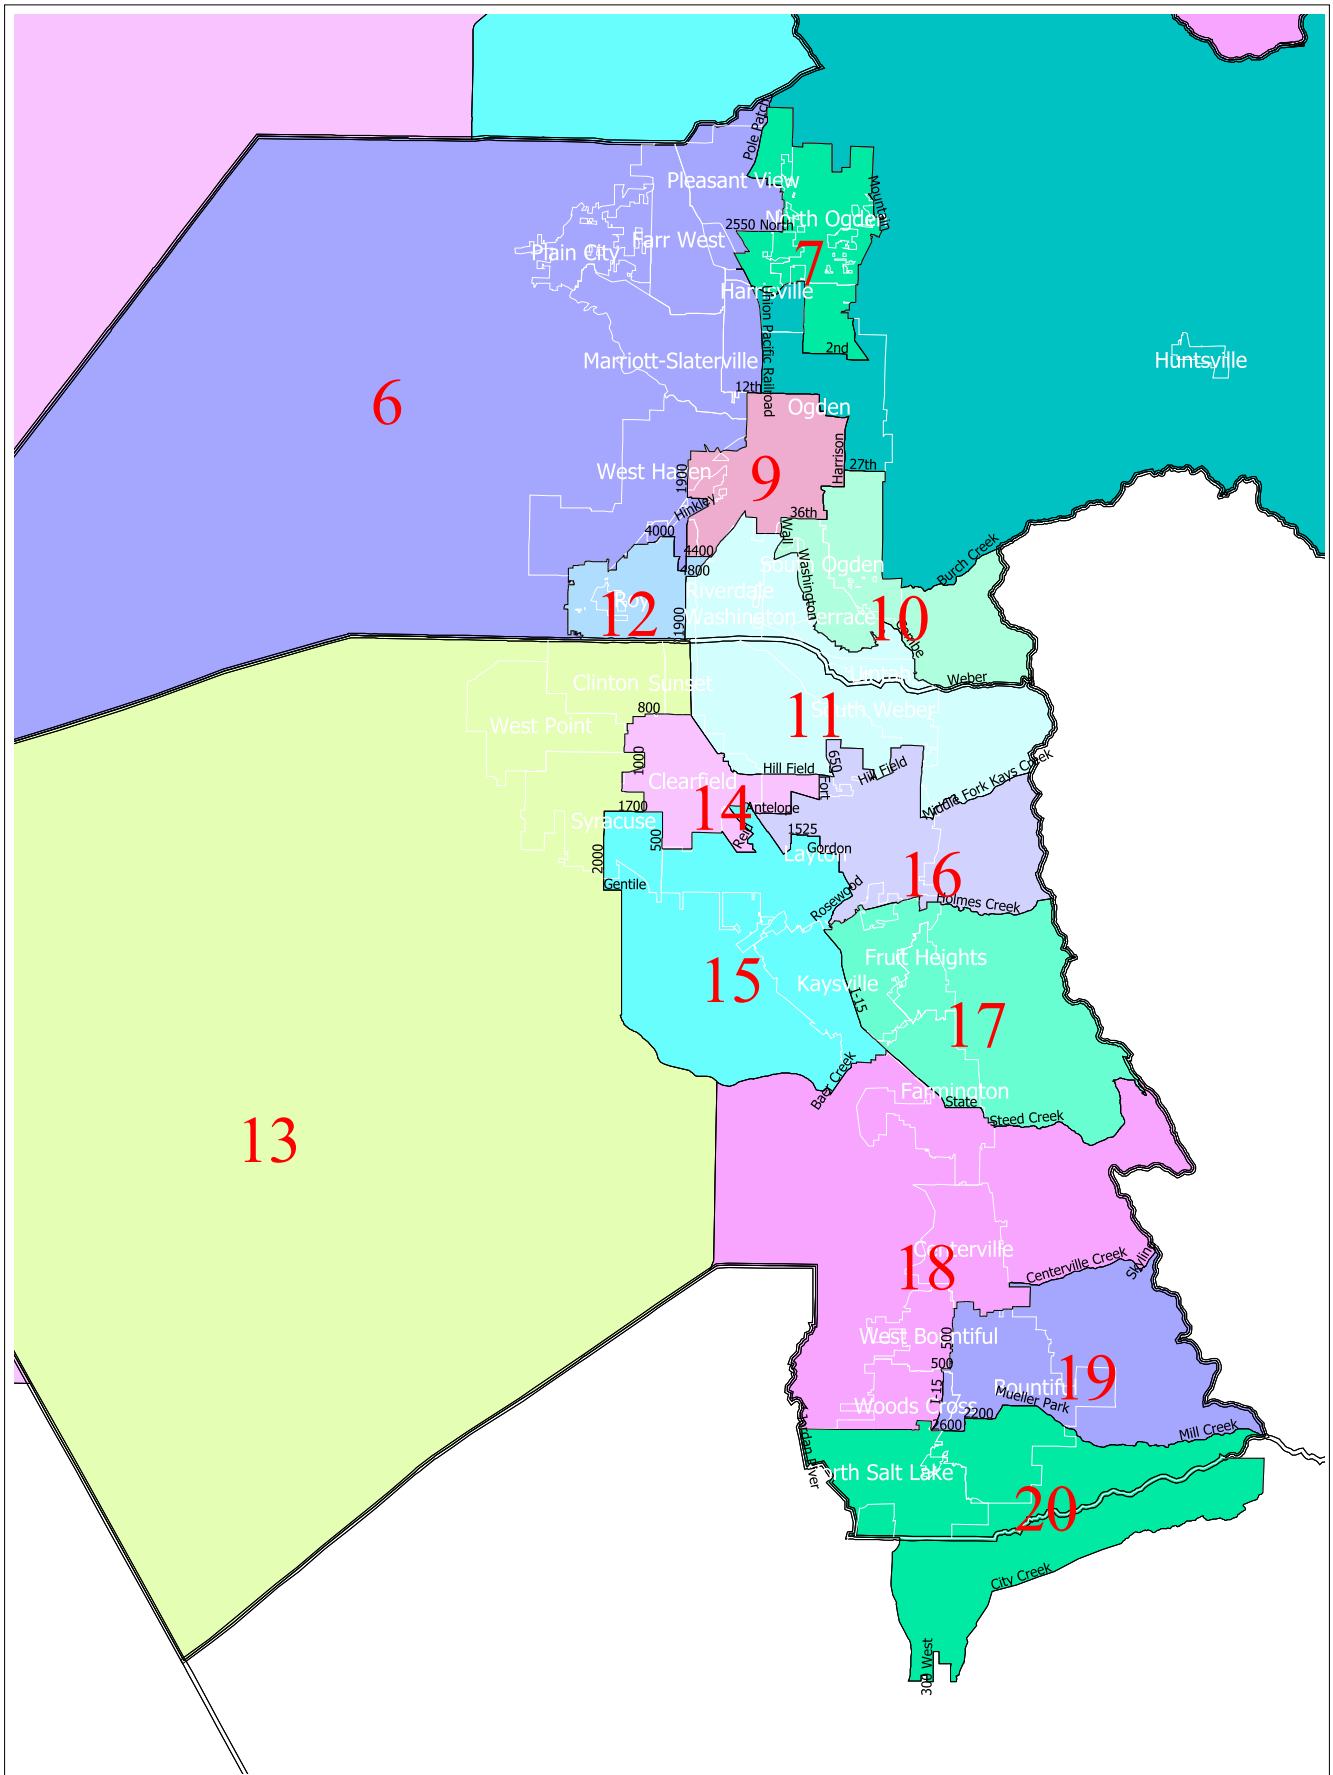 Pole Patch
Pleasant View
Mountain
North Ogden
2550 North
Farr West
Plain City
7
Harrisville
Union Pacific Railroad
2nd
Marriott-Slaterville
Huntsville
6
12th
Ogden
Harrison
27th
West Haven
1900
9
Hinkley
36th
4000
Wall
4400
4800
South Ogden
Burch Creek
Washington
Riverdale
Roy
12
1900
Washington Terrace
10
Combe
Uintah
Weber
Clinton
Sunset
800
West Point
11
South Weber
650
1000
Hill Field
Hill Field
Clearfield
Fort
Middle Fork Kays Creek
14
1700
Antelope
Syracuse
500
Reid
1525
Gordon
Layton
2000
Gentile
16
Rosewood
Holmes Creek
Fruit Heights
15
Kaysville
I-15
17
Baer Creek
Farmington
State
Steed Creek
13
Centerville
18
Centerville Creek
Skyline
West Bountiful
500
500
19
Bountiful
I-15
Mueller Park
Woods Cross
2200
2600
Mill Creek
Jordan River
North Salt Lake
20
City Creek
300 West